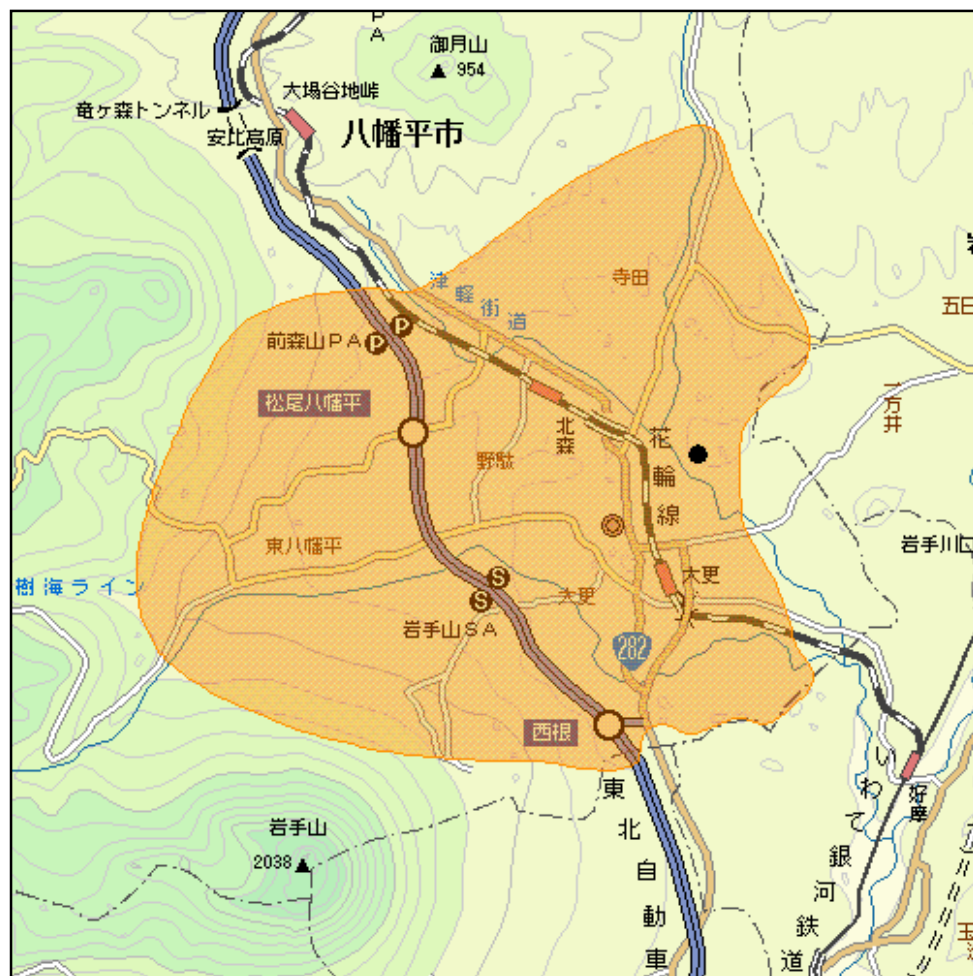 PA
御月山
954
大場谷地峠
竜ヶ森トンネル
安比高原
八幡平市
寺田
津軽街道
五日
前森山PA
P
P
松尾八幡平
一方井
北森
花輪線
野駄
東八幡平
岩手川口
樹海ライン
S
S
大更
大更
岩手山SA
282
西根
いわて銀河鉄道
好摩
東北自動車
岩手山
2038